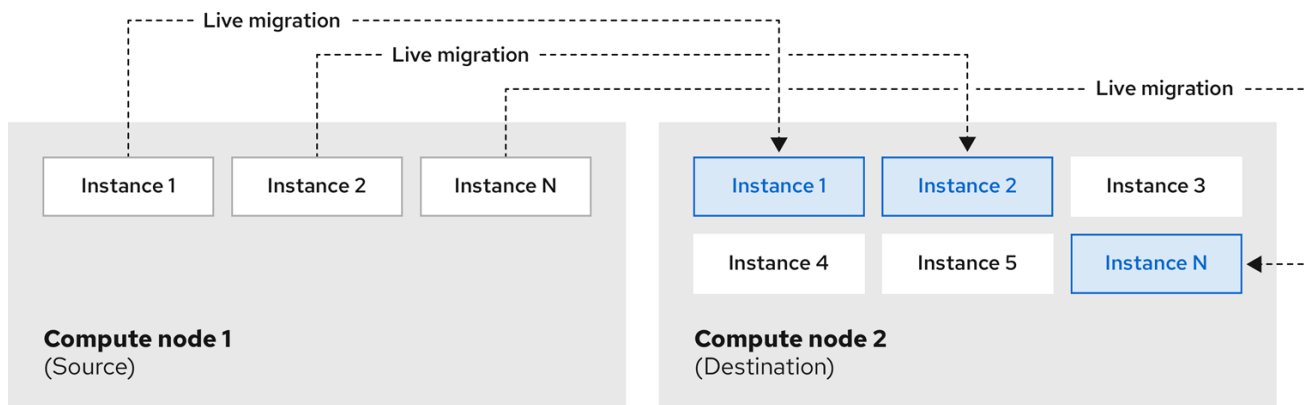 Live migration
Live migration
Live migration
Instance 1
Instance 2
Instance N
Compute node 1
(Source)
Instance 1
Instance 2
Instance 3
Instance 4
Instance 5
Instance N
Compute node 2
(Destination)